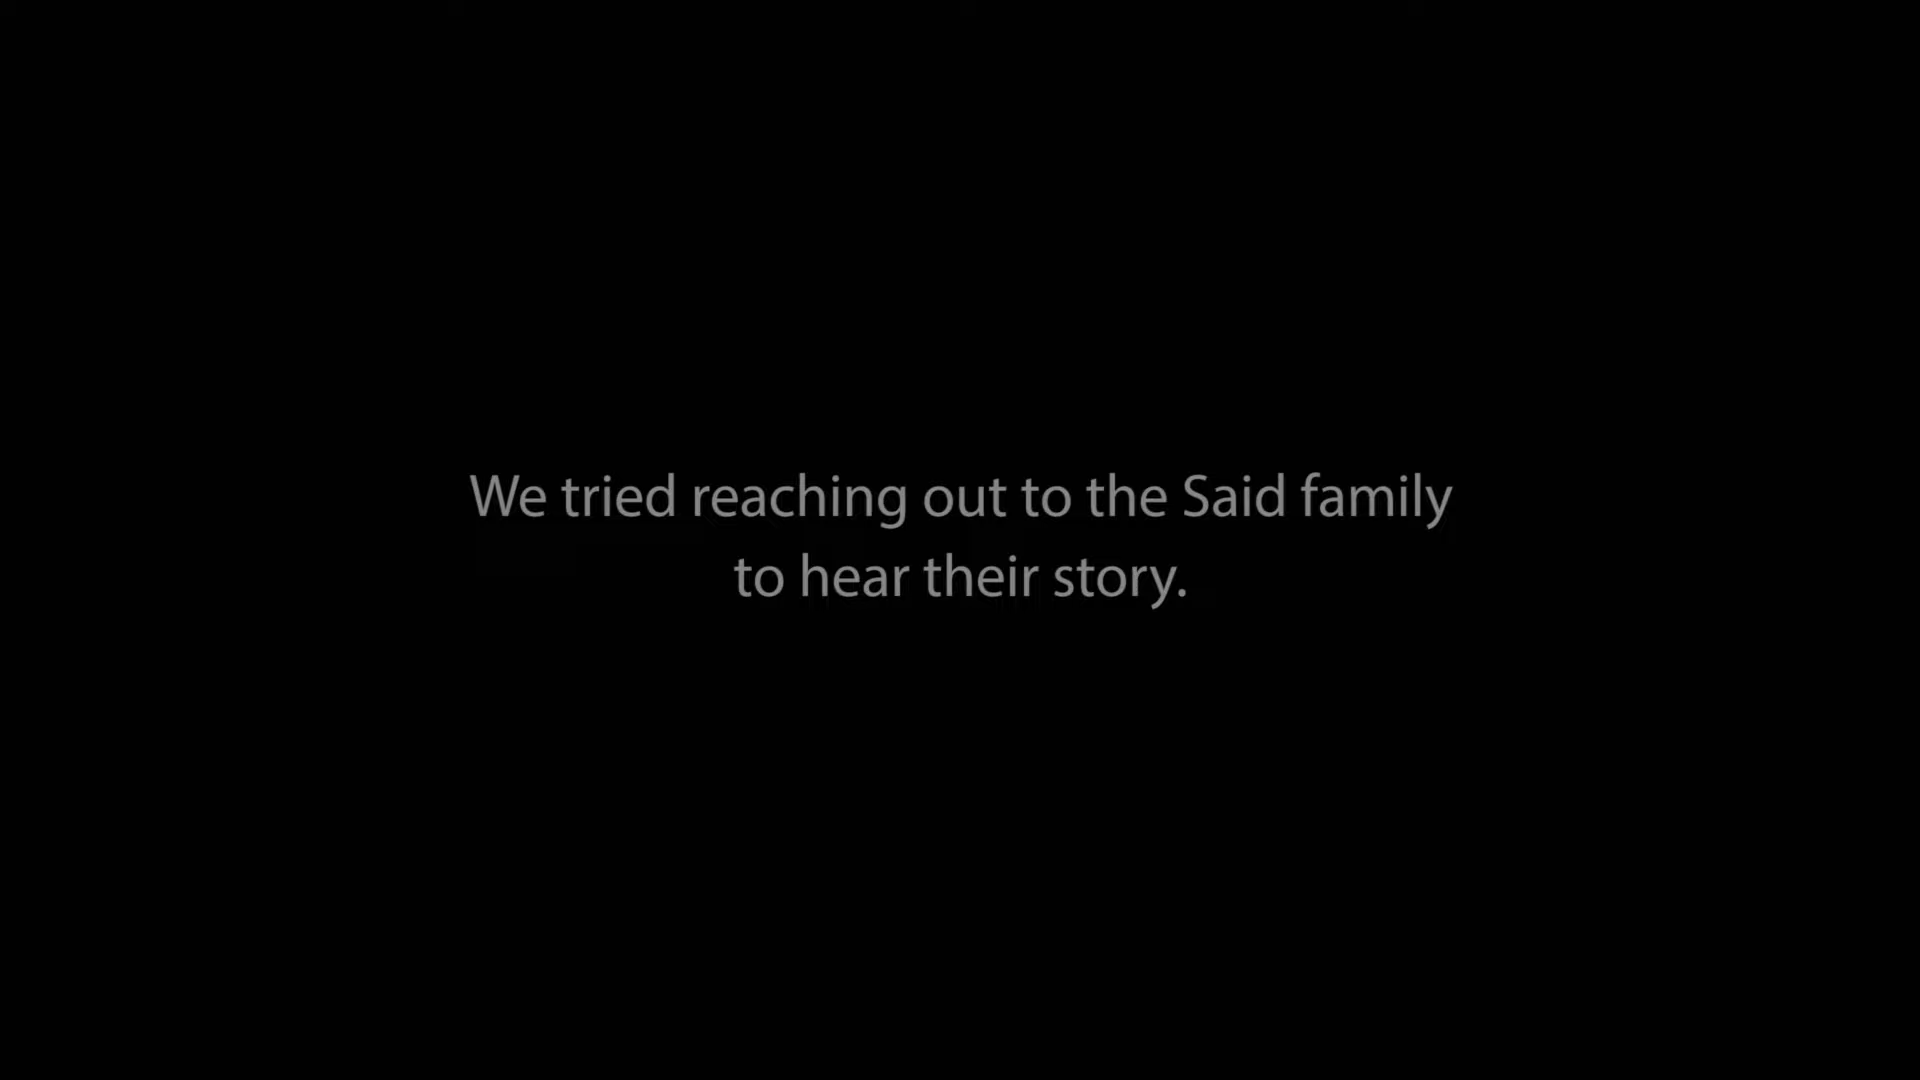 We tried reaching out to the Said family
to hear their story.